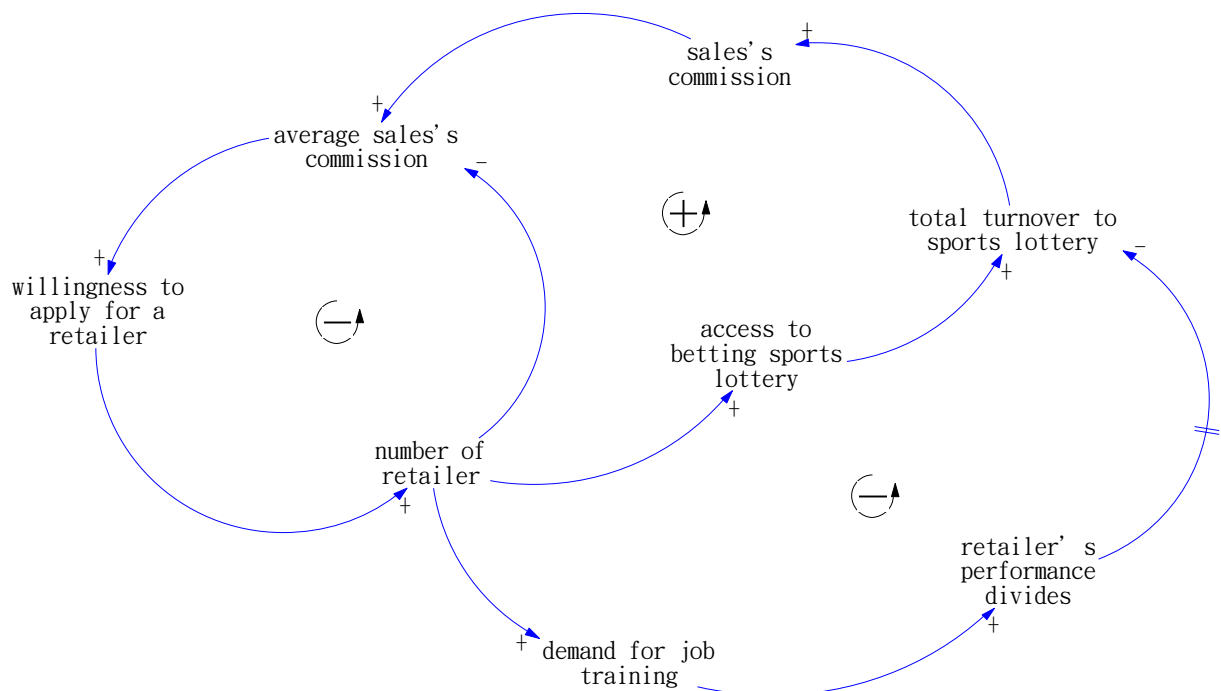 sales's
commission
average sales's
commission
total turnover to
sports lottery
willingness to
apply for a
retailer
access to
betting sports
lottery
number of
retailer
retailer’s
performance
divides
demand for job
training